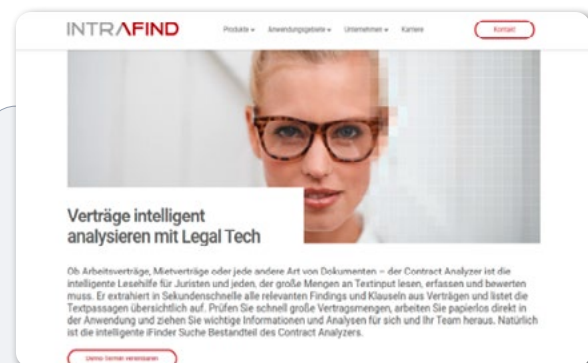 INTRAFIND
Produkte Anwendungsgebiete Unternehmen Karriere Kontakt
Verträge intelligent
analysieren mit Legal Tech
Ob Arbeitsverträge, Mietverträge oder jede andere Art von Dokumenten – der Contract Analyzer ist die
intelligente Lesehilfe für Juristen und jeden, der große Mengen an Textinput lesen, erfassen und bewerten
muss. Er extrahiert in Sekundenschnelle alle relevanten Findings und Klauseln aus Verträgen und listet die
Textpassagen übersichtlich auf. Prüfen Sie schnell große Vertragsmengen, arbeiten Sie papierlos direkt in
der Anwendung und ziehen Sie wichtige Informationen und Analysen für sich und Ihr Team heraus. Natürlich
ist die intelligente iFinder Suche Bestandteil des Contract Analyzers.
Demo-Termin vereinbaren